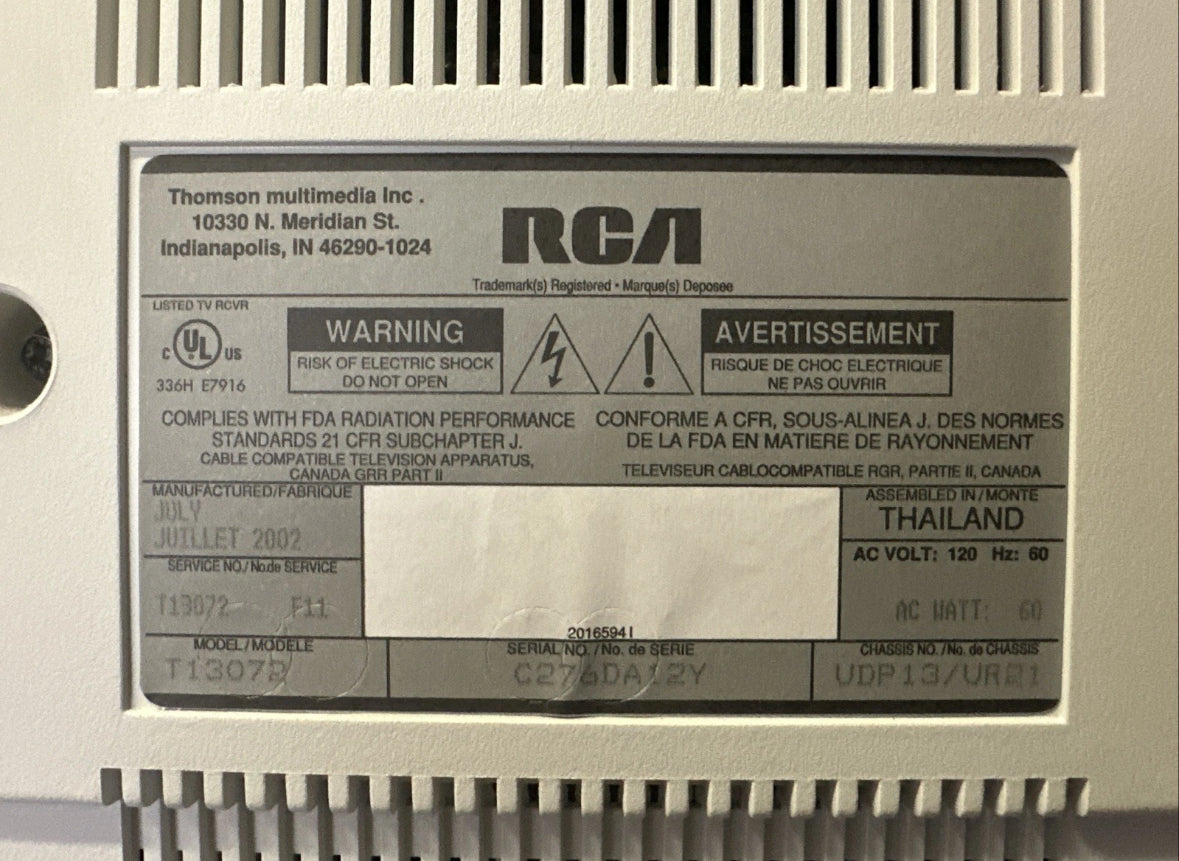 Thomson multimedia Inc .
10330 N. Meridian St.
Indianapolis, IN 46290-1024
RCA
Trademark(s) Registered • Marque(s) Deposee
LISTED TV RCVR
C UL US
336H E7916
WARNING
RISK OF ELECTRIC SHOCK
DO NOT OPEN
AVERTISSEMENT
RISQUE DE CHOC ELECTRIQUE
NE PAS OUVRIR
COMPLIES WITH FDA RADIATION PERFORMANCE
STANDARDS 21 CFR SUBCHAPTER J.
CABLE COMPATIBLE TELEVISION APPARATUS,
CANADA GRR PART II
CONFORME A CFR, SOUS-ALINEA J. DES NORMES
DE LA FDA EN MATIERE DE RAYONNEMENT
TELEVISEUR CABLOCOMPATIBLE RGR, PARTIE II, CANADA
MANUFACTURED/FABRIQUE
JULY
JUILLET 2002
SERVICE NO./No.de SERVICE
T13072 F11
20165941
ASSEMBLED IN/MONTE
THAILAND
AC VOLT: 120 Hz: 60
AC WATT: 60
MODEL/MODELE
T13072
SERIAL NO. /No. de SERIE
C276DA12Y
CHASSIS NO. /No. de CHASSIS